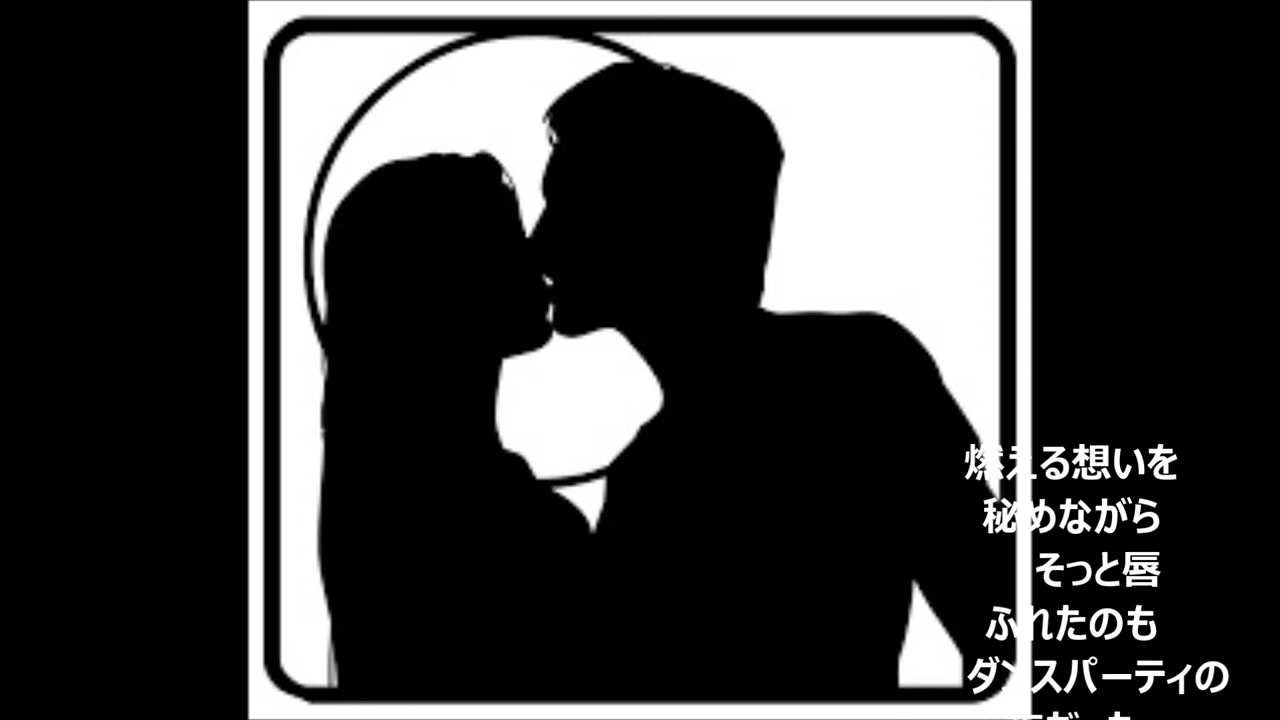 燃える想いを
秘めながら
そっと唇
ふれたのも
ダンスパーティの